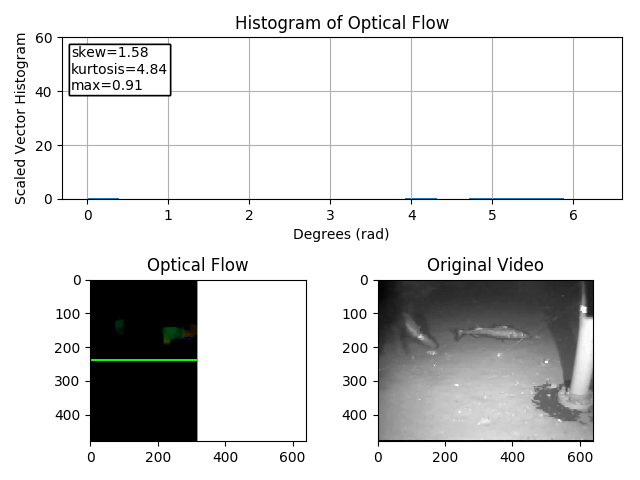 Histogram of Optical Flow
Scaled Vector Histogram
60
40
20
0
skew=1.58
kurtosis=4.84
max=0.91
0 1 2 3 4 5 6
Degrees (rad)
Optical Flow
0
100
200
300
400
0 200 400 600
Original Video
0
100
200
300
400
0 200 400 600